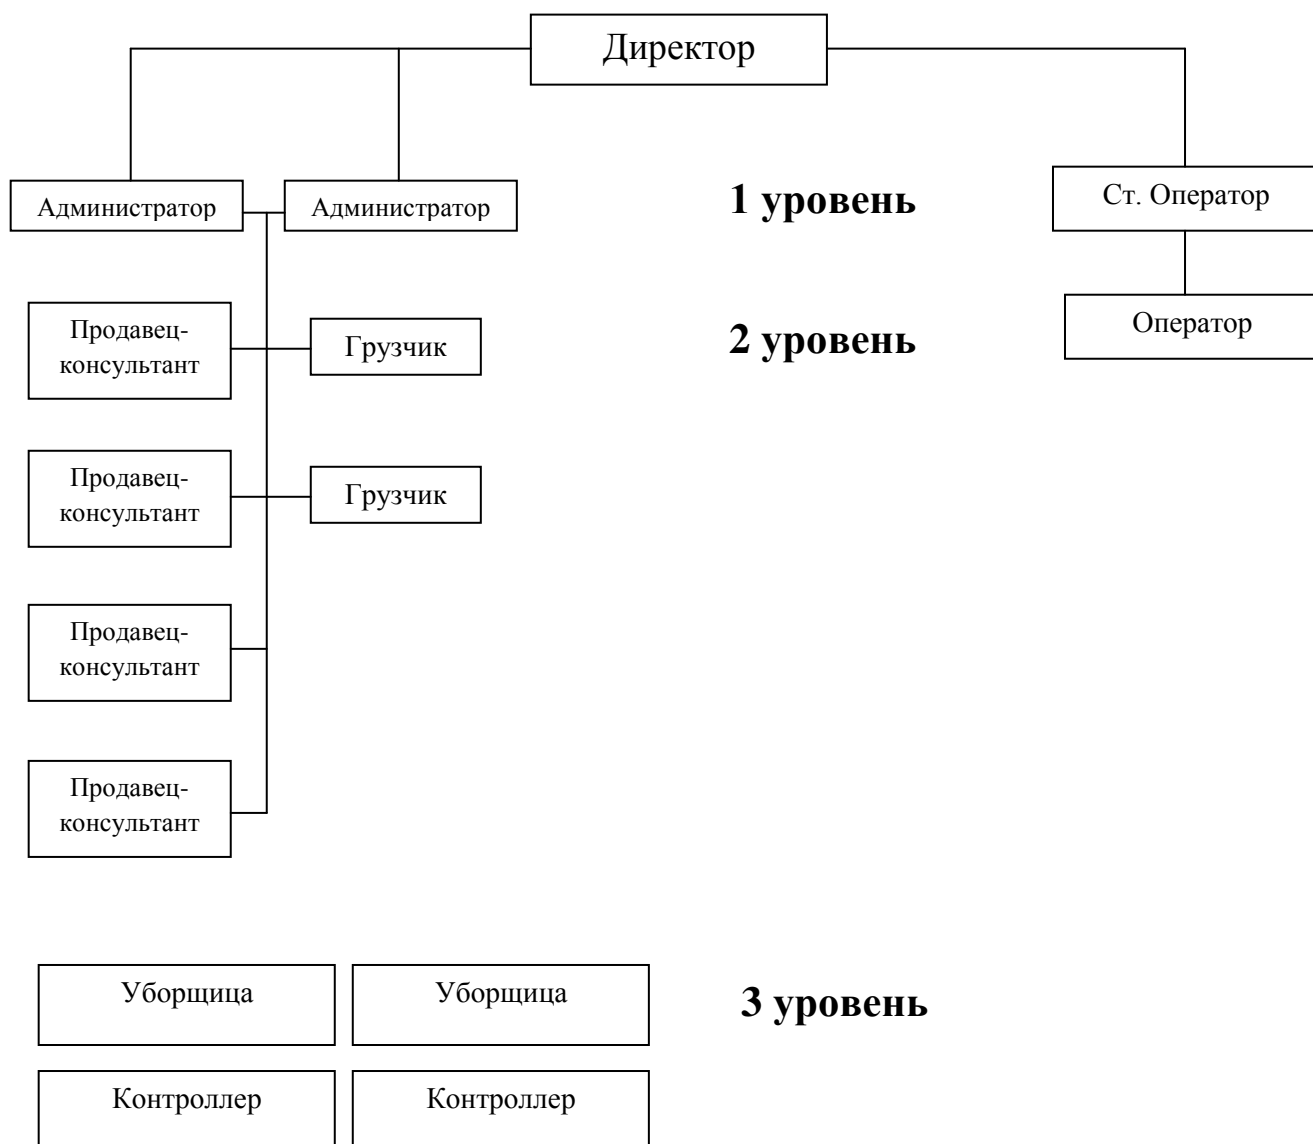 Директор
Администратор
Администратор
1 уровень
Ст. Оператор
Продавец-
консультант
Грузчик
2 уровень
Оператор
Продавец-
консультант
Грузчик
Продавец-
консультант
Продавец-
консультант
Уборщица
Уборщица
3 уровень
Контроллер
Контроллер